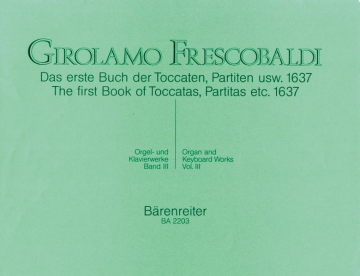 GIROLAMO FRESCOBALDI
Das erste Buch der Toccaten, Partiten usw. 1637
The first Book of Toccatas, Partitas etc. 1637
Orgel- und
Klavierwerke
Band III
Organ and
Keyboard Works
Vol. III
Bärenreiter
BA 2203